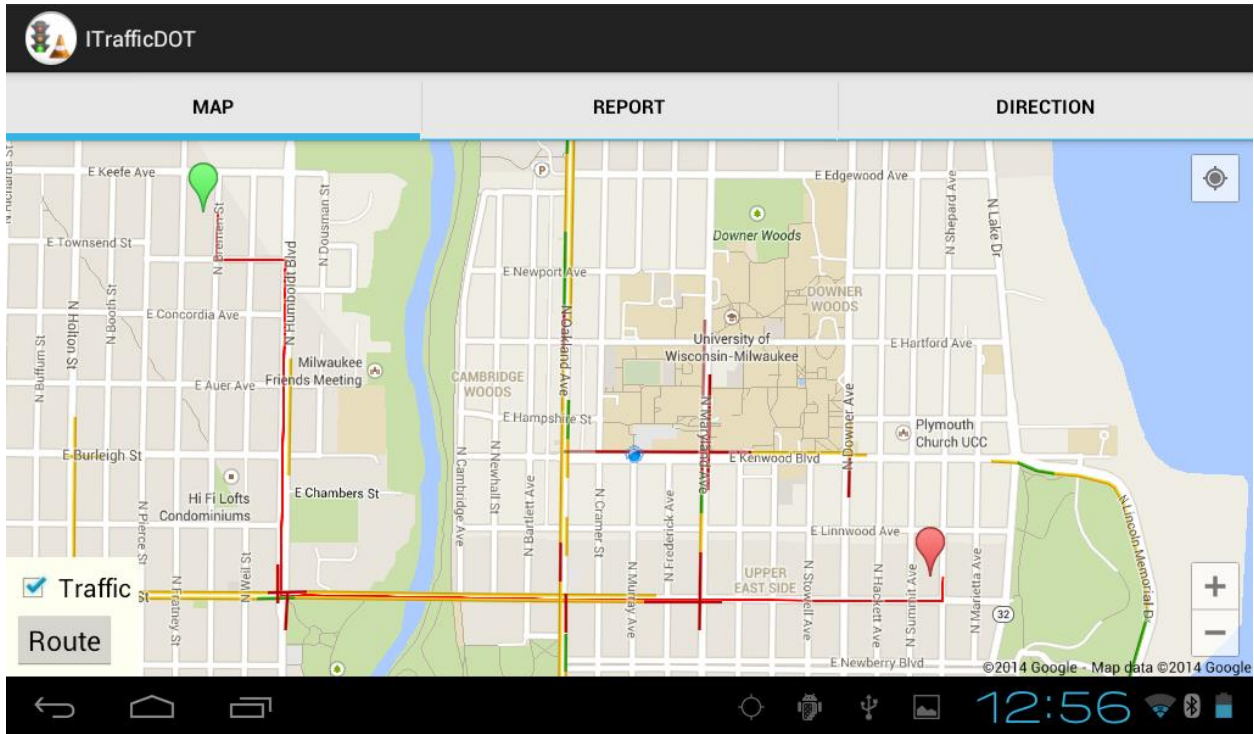 ITrafficDOT
MAP
REPORT
DIRECTION
E Keefe Ave
P
E Edgewood Ave
N Shepard Ave
N Lake Dr
Downer Woods
N Dousman St
E Townsend St
N Bremen St
N Humboldt Blvd
E Newport Ave
N Booth St
E Concordia Ave
N Holton St
N Oakland Ave
DOWNER
WOODS
University of
Wisconsin-Milwaukee
E Hartford Ave
N Buffum St
Milwaukee
Friends Meeting
E Auer Ave
CAMBRIDGE
WOODS
N Maryland Ave
N Downer Ave
E Hampshire St
Plymouth
Church UCC
E Burleigh St
E Kenwood Blvd
N Cambridge Ave
N Newhall St
N Bartlett Ave
N Cramer St
N Frederick Ave
Hi Fi Lofts
Condominiums
E Chambers St
N Pierce St
E Linnwood Ave
N Lincoln Memorial Dr
UPPER
EAST SIDE
N Murray Ave
N Stowell Ave
N Hackett Ave
N Summit Ave
N Marietta Ave
Traffic
St
N Fratney St
N Weil St
32
Route
E Newberry Blvd
+
−
©2014 Google - Map data ©2014 Google
12:56